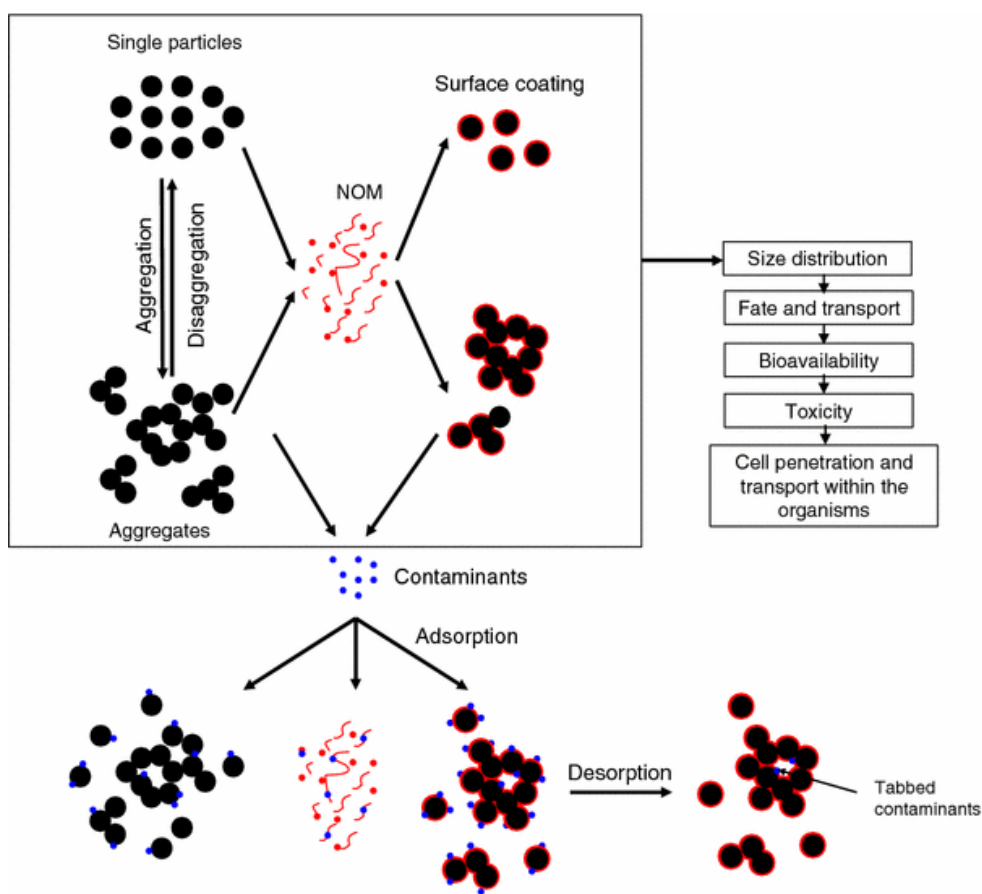 Single particles
Surface coating
NOM
Aggregation
Disaggregation
Aggregates
Size distribution
Fate and transport
Bioavailability
Toxicity
Cell penetration and
transport within the
organisms
Contaminants
Adsorption
Desorption
Tabbed
contaminants